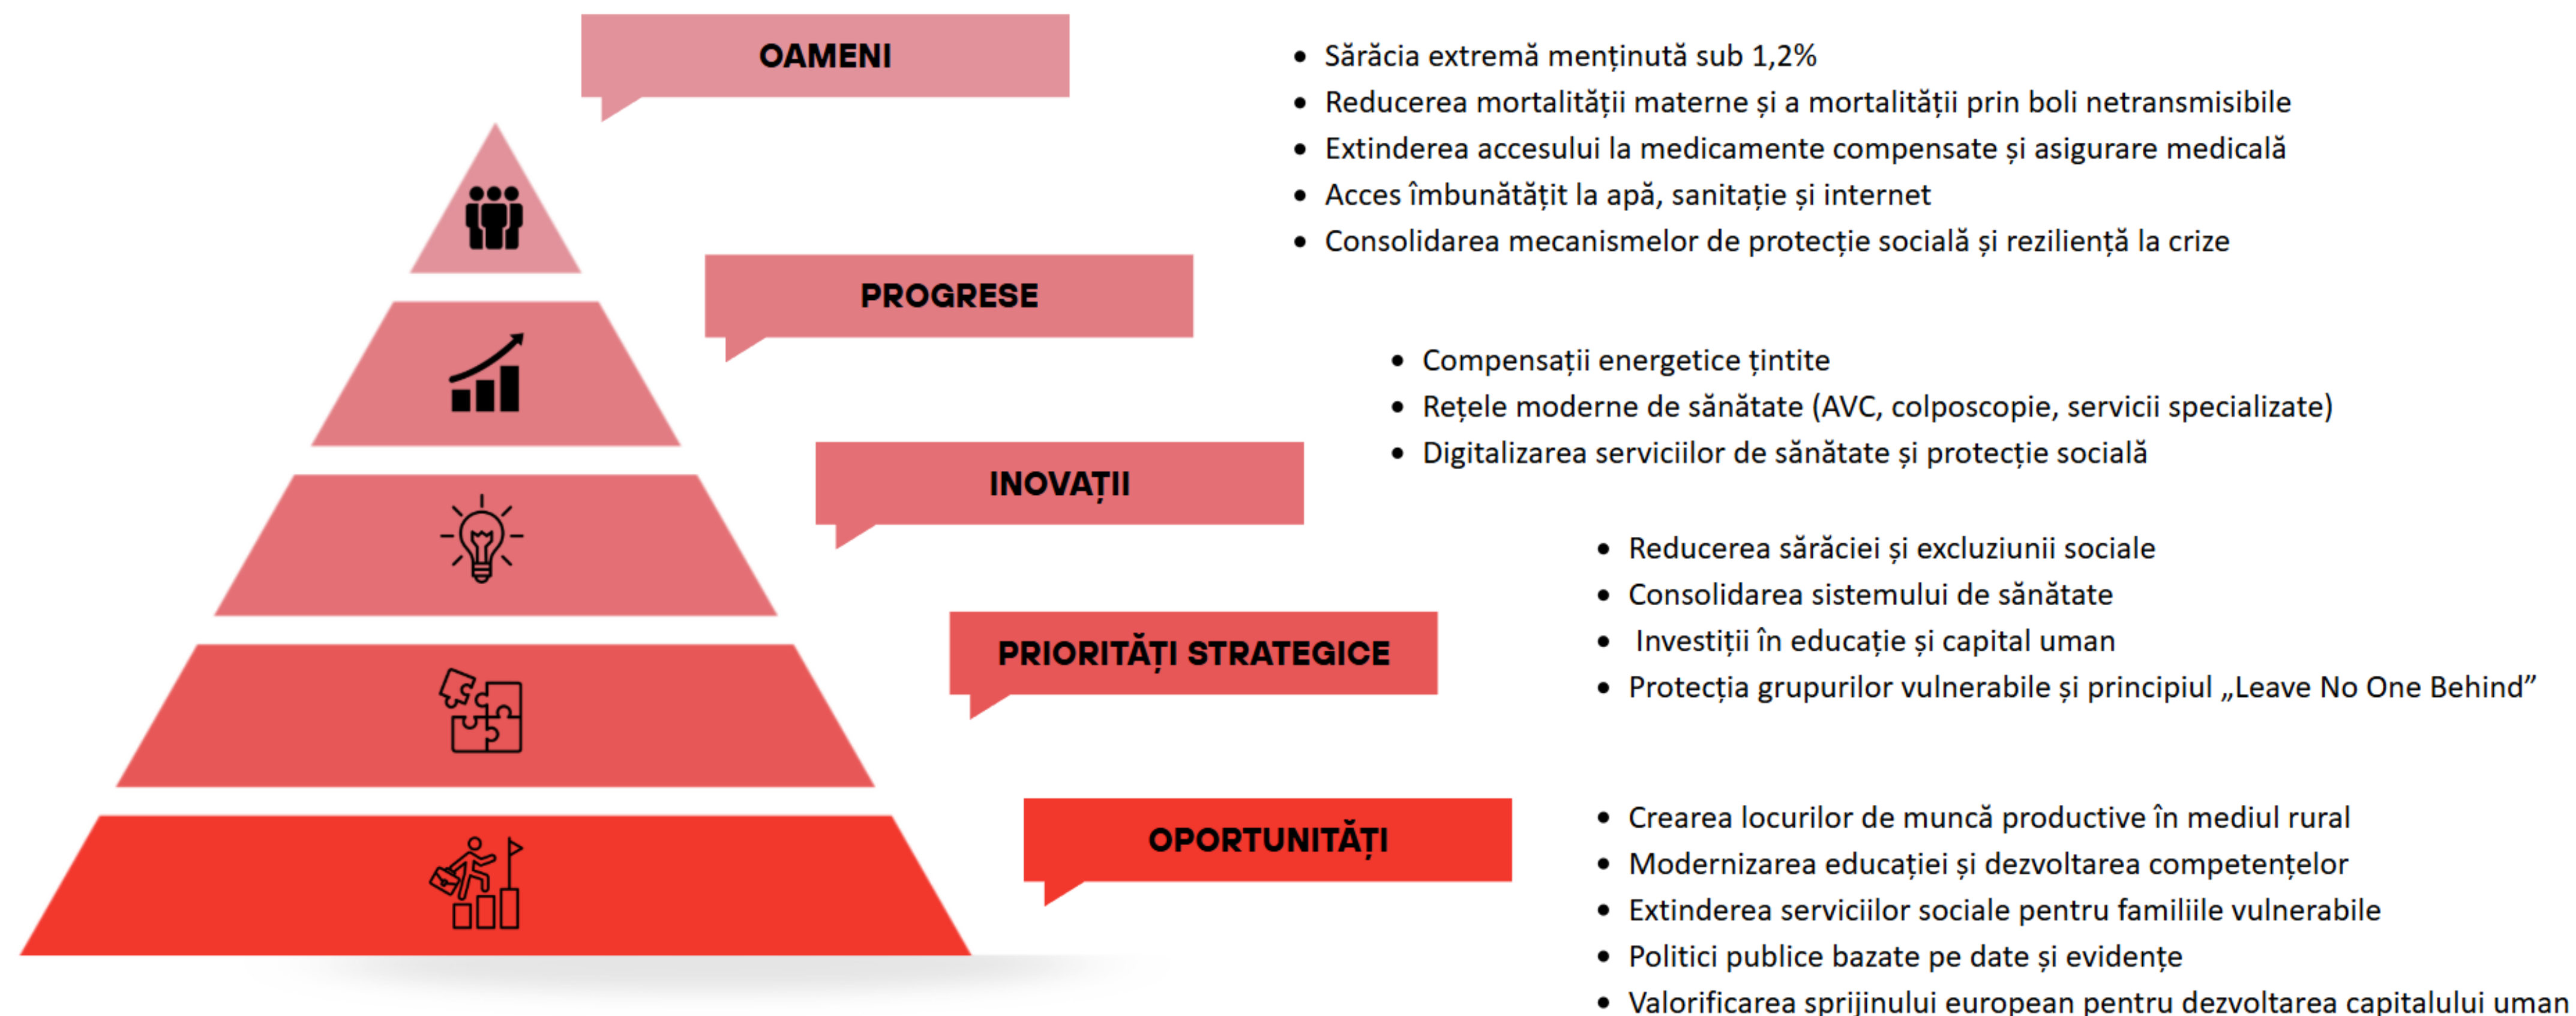 OAMENI
• Sărăcia extremă menținută sub 1,2%
• Reducerea mortalității materne și a mortalității prin boli netransmisibile
• Extinderea accesului la medicamente compensate și asigurare medicală
• Acces îmbunătățit la apă, sanitație și internet
• Consolidarea mecanismelor de protecție socială și reziliență la crize
PROGRESE
• Compensații energetice țintite
• Rețele moderne de sănătate (AVC, colposcopie, servicii specializate)
• Digitalizarea serviciilor de sănătate și protecție socială
INOVAȚII
• Reducerea sărăciei și excluziunii sociale
• Consolidarea sistemului de sănătate
• Investiții în educație și capital uman
• Protecția grupurilor vulnerabile și principiul „Leave No One Behind”
PRIORITĂȚI STRATEGICE
OPORTUNITĂȚI
• Crearea locurilor de muncă productive în mediul rural
• Modernizarea educației și dezvoltarea competențelor
• Extinderea serviciilor sociale pentru familiile vulnerabile
• Politici publice bazate pe date și evidențe
• Valorificarea sprijinului european pentru dezvoltarea capitalului uman